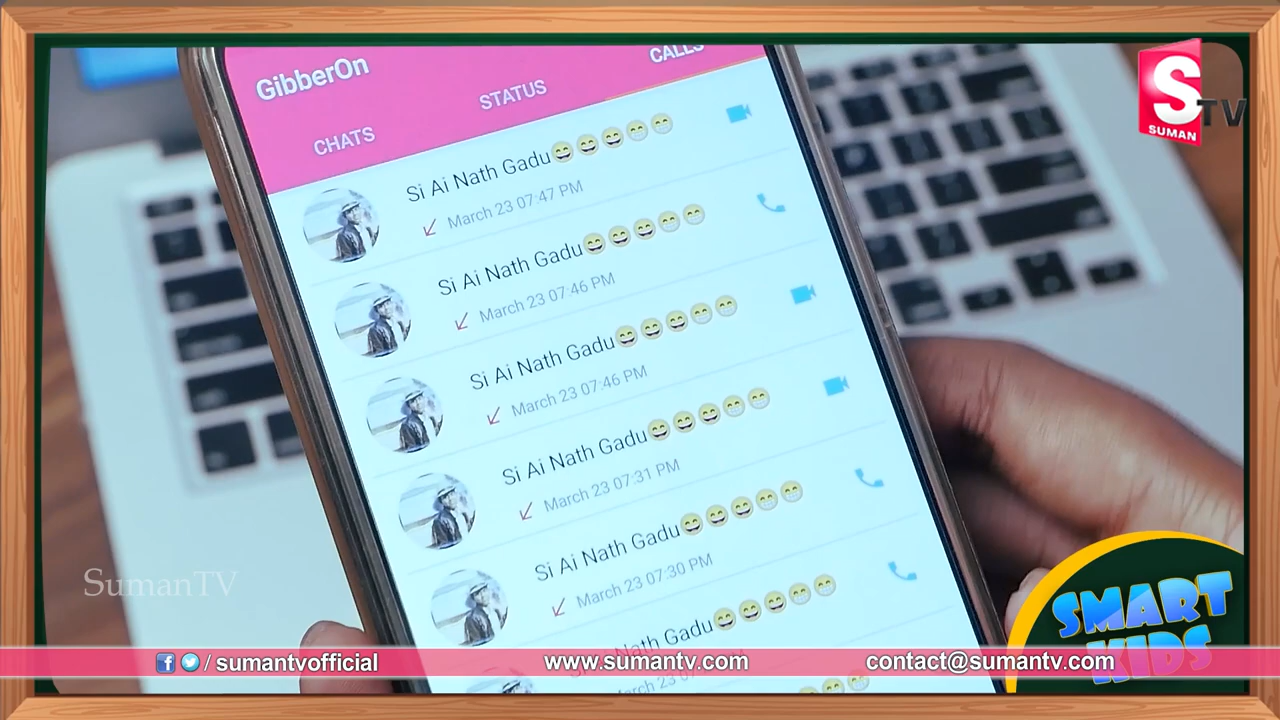 GibberOn
CHATS
STATUS
CALLS
Si Ai Nath Gadu😄😄😄😁😁
March 23 07:47 PM
Si Ai Nath Gadu😄😄😄😁😁
March 23 07:46 PM
Si Ai Nath Gadu😄😄😄😁😁
March 23 07:46 PM
Si Ai Nath Gadu😄😄😄😁😁
March 23 07:31 PM
Si Ai Nath Gadu😄😄😄😁😁
March 23 07:30 PM
Nath Gadu😄😄😄😁😁
March 23
S TV
SUMAN
SumanTV
SMART
KIDS
/ sumantvofficial
www.sumantv.com
contact@sumantv.com